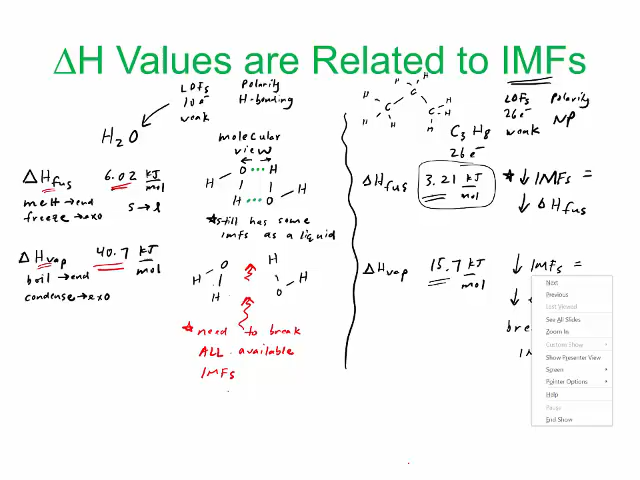 ΔH Values are Related to IMFs
LDFs
10e⁻
weak
Polarity
H-bonding
H₂O
molecular
view
O ••• H
H
H
H ••• O
ΔHfus 6.02 kJ/mol
melt → end
freeze → exo
s → l
*still has some
IMFs as a liquid
ΔHvap 40.7 kJ/mol
boil → end
condense → exo
H
O
H
H
H
O
*need to break
ALL available
IMFs
H
H
H
H
H
C
C
C
H
H
H
C₃H₈
26e⁻
LDFs
26e⁻
weak
Polarity
NP
ΔHfus 3.21 kJ/mol
* ↓ IMFs =
↓ ΔHfus
ΔHvap 15.7 kJ/mol
↓ IMFs =
↓
Next
Previous
Last Viewed
See All Slides
Zoom In
Custom Show
Show Presenter View
Screen
Pointer Options
Help
Pause
End Show